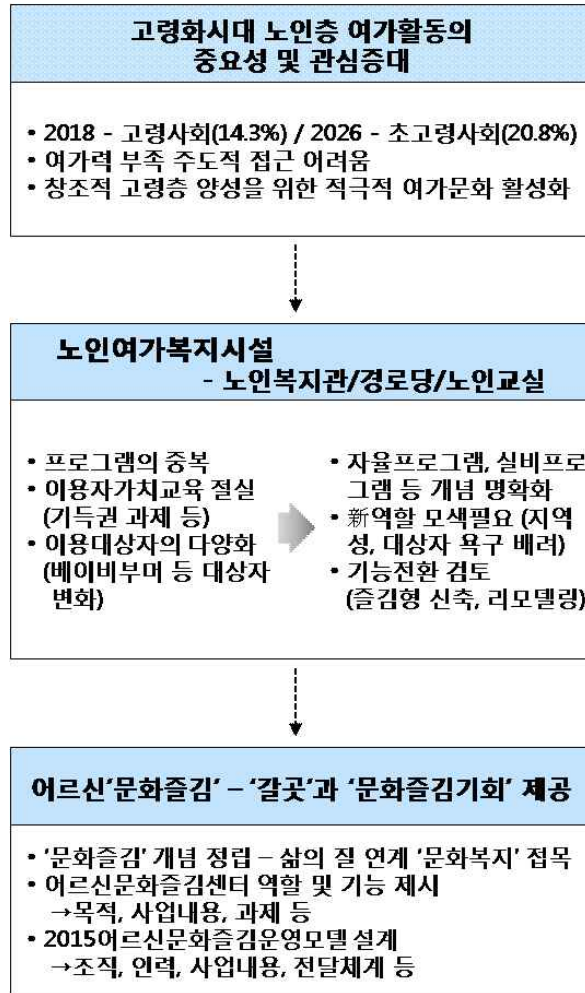 고령화시대 노인층 여가활동의
중요성 및 관심증대
• 2018 - 고령사회(14.3%) / 2026 - 초고령사회(20.8%)
• 여가력 부족 주도적 접근 어려움
• 창조적 고령층 양성을 위한 적극적 여가문화 활성화
노인여가복지시설
- 노인복지관/경로당/노인교실
• 프로그램의 중복
• 이용자가치교육 절실
(기득권 과제 등)
• 이용대상자의 다양화
(베이비부머 등 대상자
변화)
• 자율프로그램, 실비프로
그램 등 개념 명확화
• 新역할 모색필요 (지역
성, 대상자 욕구 배려)
• 기능전환 검토
(즐김형 신축, 리모델링)
어르신‘문화즐김’ – ‘갈곳’과 ‘문화즐김기회’ 제공
• ‘문화즐김’ 개념 정립 – 삶의 질 연계 ‘문화복지’ 접목
• 어르신문화즐김센터 역할 및 기능 제시
→목적, 사업내용, 과제 등
• 2015어르신문화즐김운영모델 설계
→조직, 인력, 사업내용, 전달체계 등